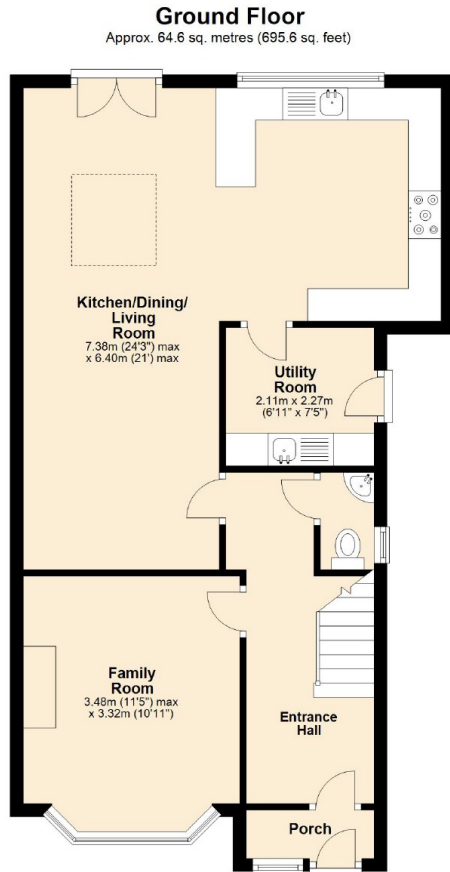 Ground Floor
Approx. 64.6 sq. metres (695.6 sq. feet)
Kitchen/Dining/
Living
Room
7.38m (24'3") max
x 6.40m (21') max
Utility
Room
2.11m x 2.27m
(6'11" x 7'5")
Family
Room
3.48m (11'5") max
x 3.32m (10'11")
Entrance
Hall
Porch